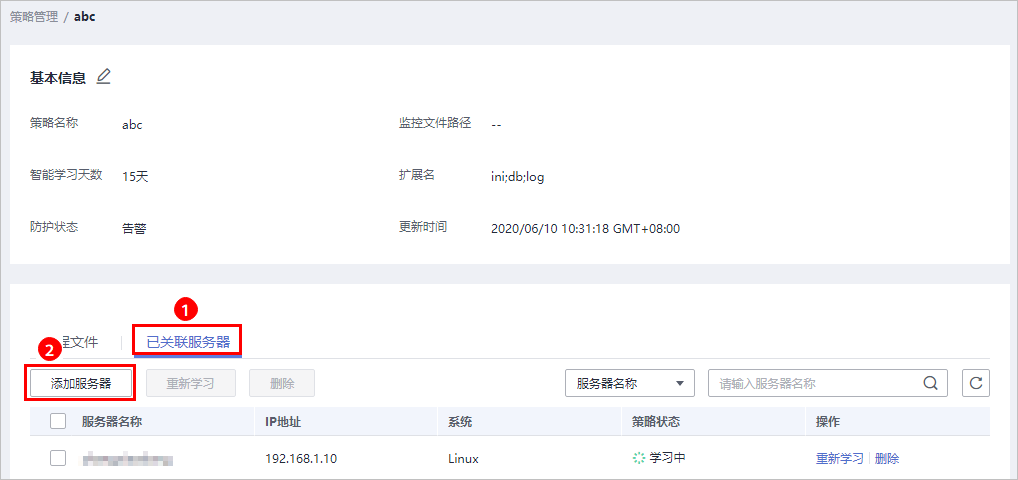 策略管理 / abc
基本信息
策略名称 abc 监控文件路径 --
智能学习天数 15天 扩展名 ini;db;log
防护状态 告警 更新时间 2020/06/10 10:31:18 GMT+08:00
1
2 程文件 已关联服务器
添加服务器 重新学习 删除 服务器名称 请输入服务器名称
服务器名称 IP地址 系统 策略状态 操作
192.168.1.10 Linux 学习中 重新学习 删除